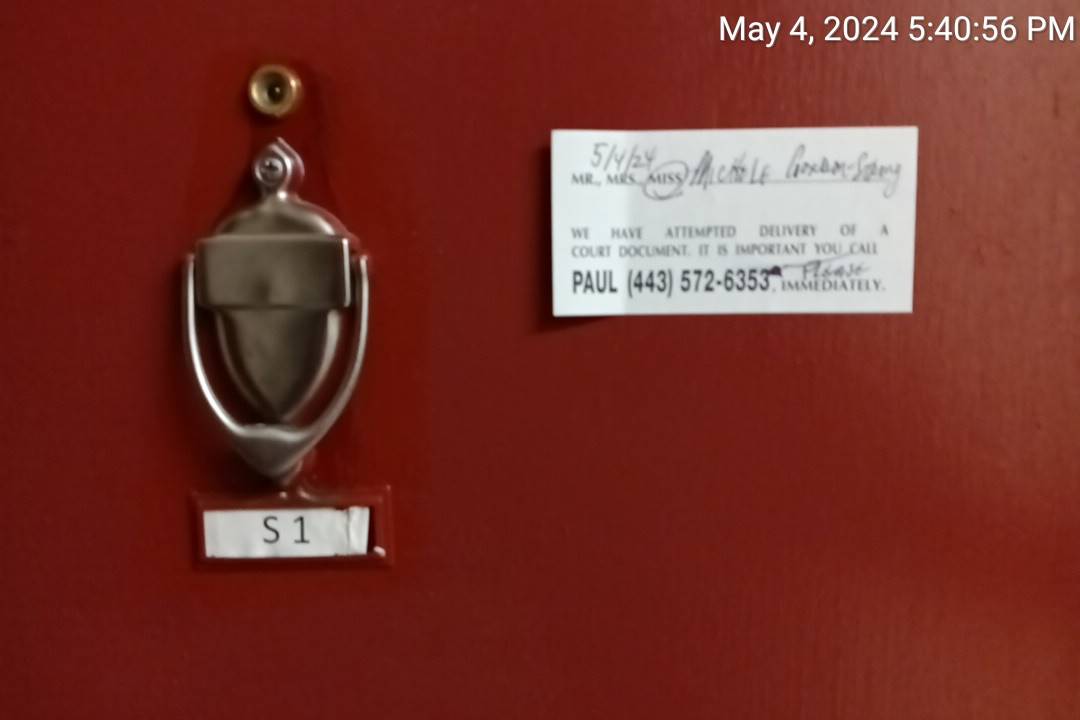 May 4, 2024 5:40:56 PM
5/4/24
MR., MRS. MISS Michele
WE HAVE ATTEMPTED DELIVERY OF A
COURT DOCUMENT. IT IS IMPORTANT YOU CALL
Please
PAUL (443) 572-6353, IMMEDIATELY.
S 1